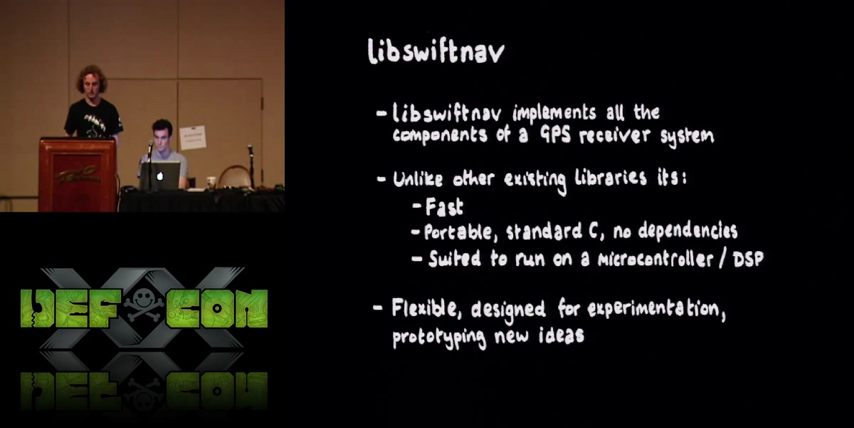 libswiftnav
- libswiftnav implements all the
components of a GPS receiver system
- Unlike other existing libraries its:
- Fast
- Portable, standard C, no dependencies
- Suited to run on a microcontroller / DSP
- Flexible, designed for experimentation,
prototyping new ideas
XX
DEF CON